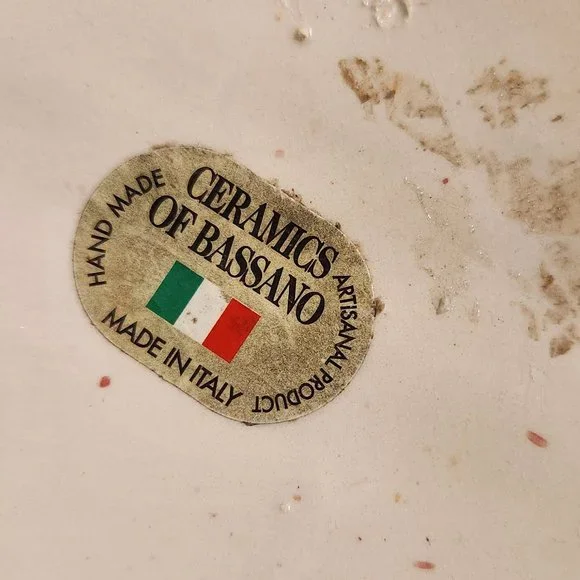 HAND MADE
CERAMICS
OF BASSANO
ARTISANAL PRODUCT
MADE IN ITALY